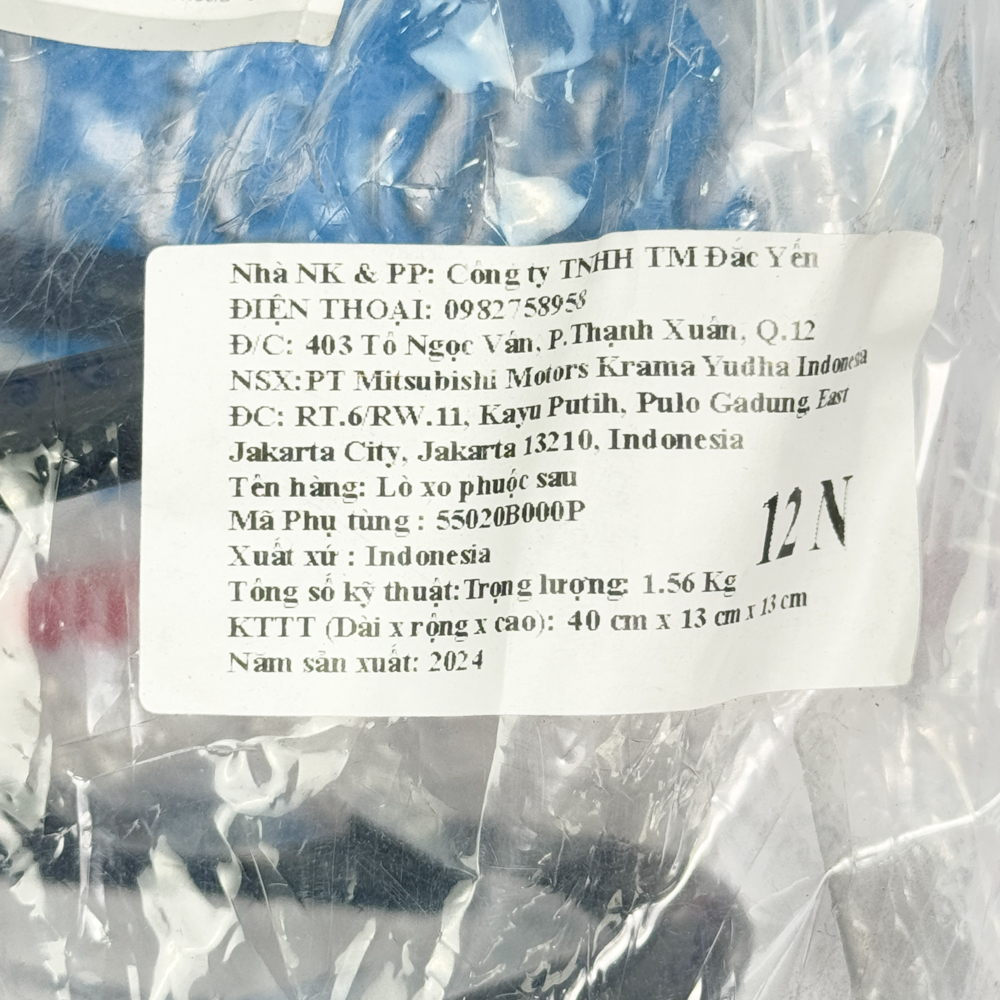 Nhà NK & PP: Công ty TNHH TM Đắc Yến
ĐIỆN THOẠI: 0982758958
Đ/C: 403 Tô Ngọc Vân, P.Thạnh Xuân, Q.12
NSX:PT Mitsubishi Motors Krama Yudha Indonesia
ĐC: RT.6/RW.11, Kayu Putih, Pulo Gadung, East
Jakarta City, Jakarta 13210, Indonesia
Tên hàng: Lò xo phuộc sau
Mã Phụ tùng : 55020B000P
12 N
Xuất xứ : Indonesia
Tông số kỹ thuật:Trọng lượng: 1.56 Kg
KTTT (Dài x rộng x cao): 40 cm x 13 cm x 13 cm
Năm sản xuất: 2024